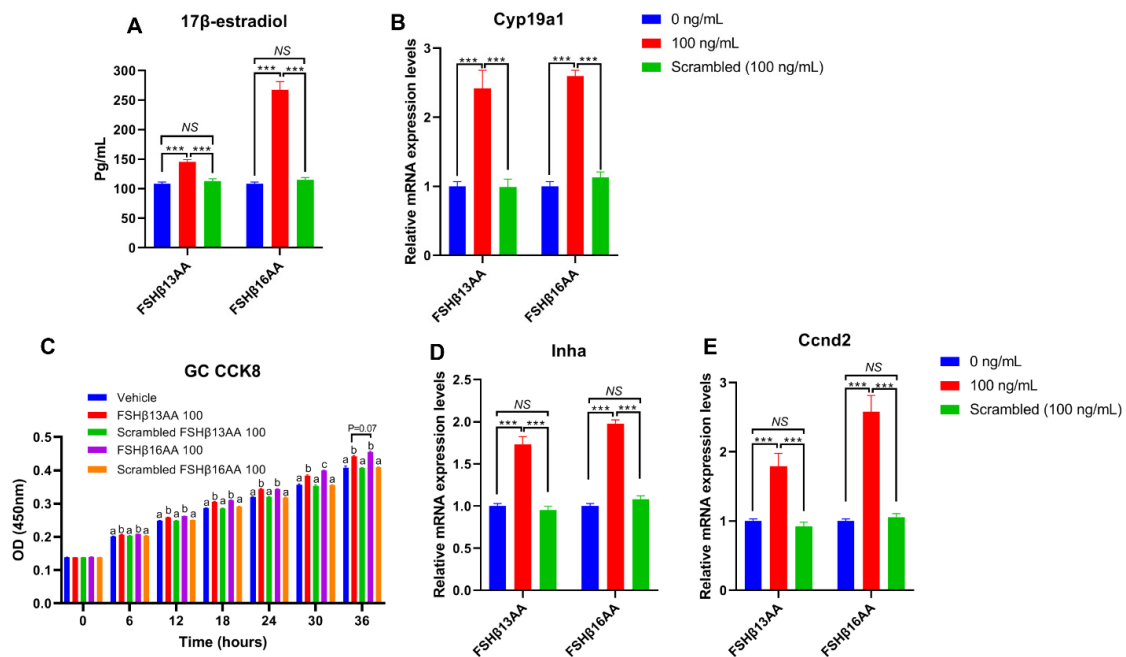 A
17β-estradiol
Pg/mL
300
250
200
150
100
50
0
NS
*** ***
NS
*** ***
FSHβ13AA
FSHβ16AA
B
Cyp19a1
Relative mRNA expression levels
3
2
1
0
*** ***
*** ***
FSHβ13AA
FSHβ16AA
0 ng/mL
100 ng/mL
Scrambled (100 ng/mL)
C
GC CCK8
Vehicle
FSHβ13AA 100
Scrambled FSHβ13AA 100
FSHβ16AA 100
Scrambled FSHβ16AA 100
OD (450nm)
0.5
0.4
0.3
0.2
0.1
0.0
a b a b a
a b a b a
a b a b a
a b a b a
a b a c a
P=0.07
a b a b a
0 6 12 18 24 30 36
Time (hours)
D
Inha
Relative mRNA expression levels
2.5
2.0
1.5
1.0
0.5
0.0
NS
*** ***
NS
*** ***
FSHβ13AA
FSHβ16AA
E
Ccnd2
Relative mRNA expression levels
3
2
1
0
NS
*** ***
NS
*** ***
FSHβ13AA
FSHβ16AA
0 ng/mL
100 ng/mL
Scrambled (100 ng/mL)